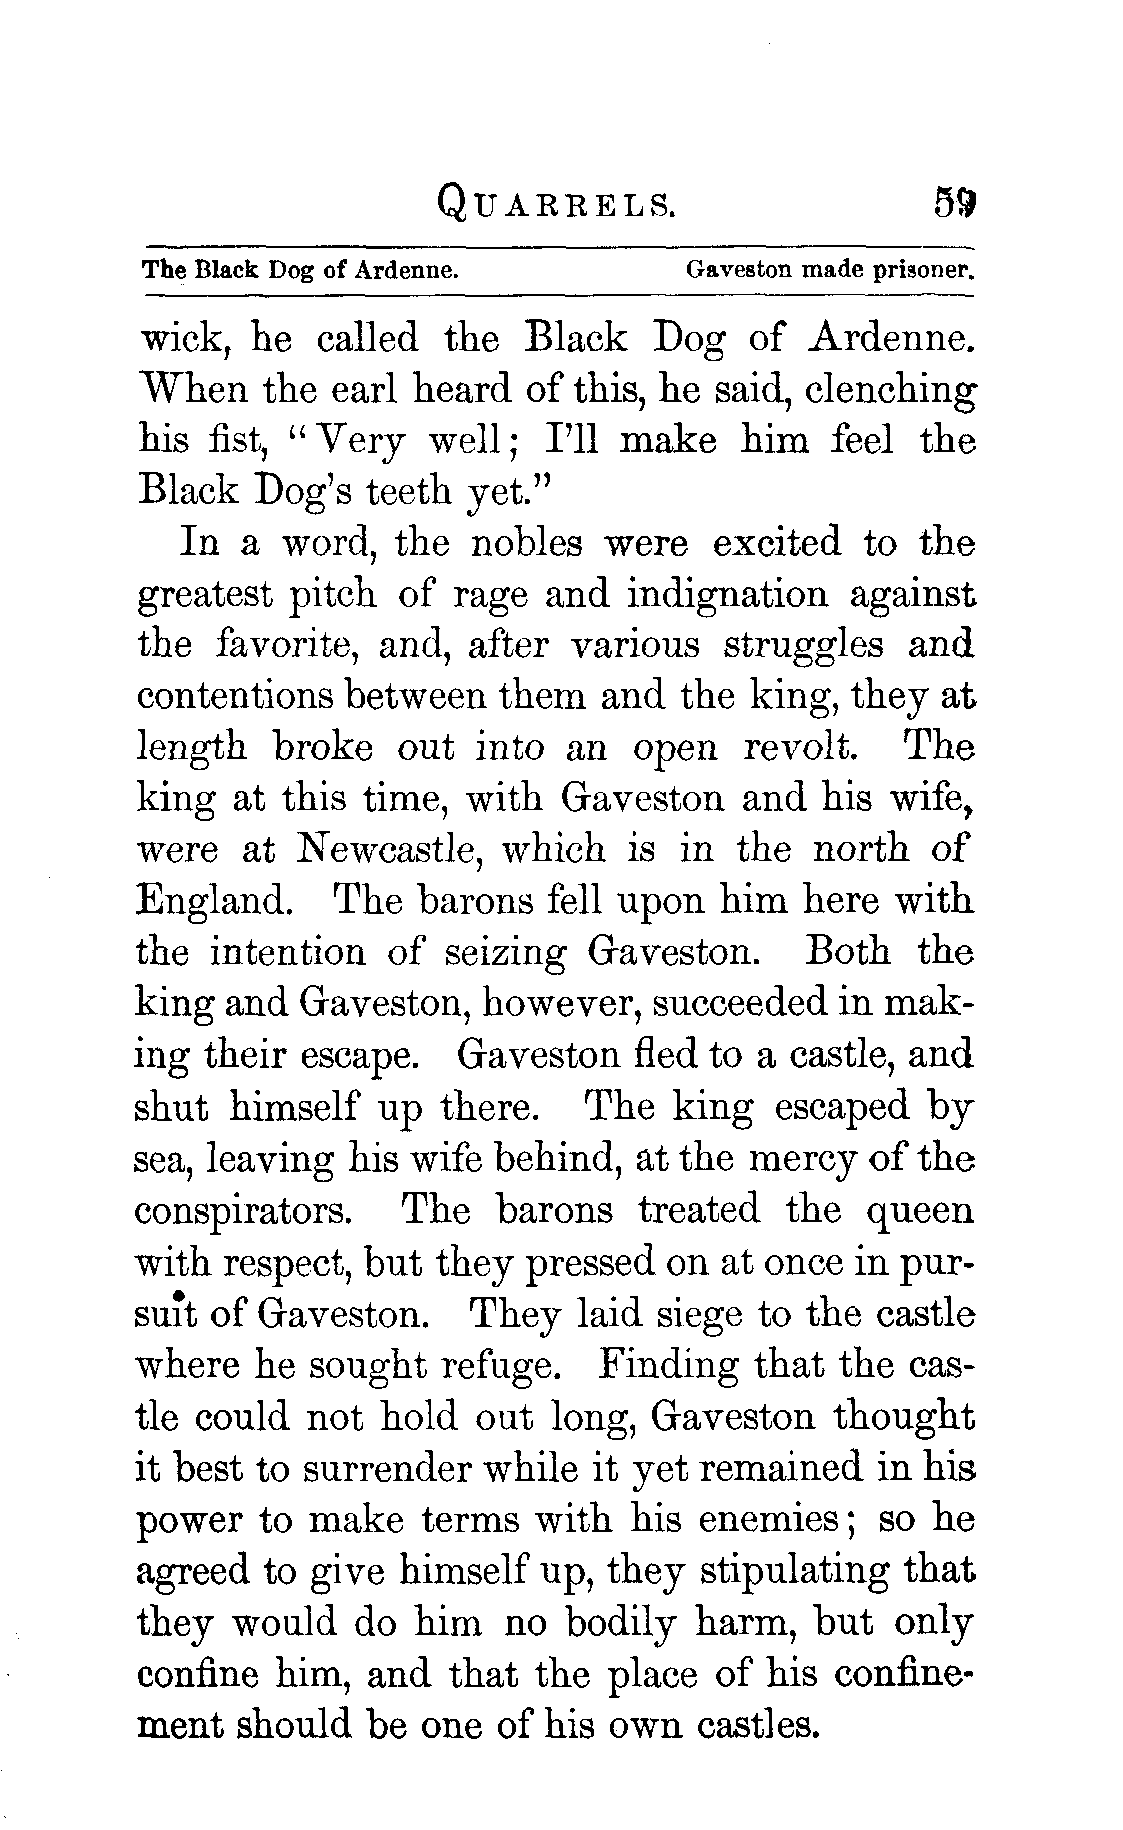 QUARRELS. 59
The Black Dog of Ardenne. Gaveston made prisoner.
wick, he called the Black Dog of Ardenne.
When the earl heard of this, he said, clenching
his fist, “Very well; I’ll make him feel the
Black Dog’s teeth yet.”
In a word, the nobles were excited to the
greatest pitch of rage and indignation against
the favorite, and, after various struggles and
contentions between them and the king, they at
length broke out into an open revolt. The
king at this time, with Gaveston and his wife,
were at Newcastle, which is in the north of
England. The barons fell upon him here with
the intention of seizing Gaveston. Both the
king and Gaveston, however, succeeded in mak-
ing their escape. Gaveston fled to a castle, and
shut himself up there. The king escaped by
sea, leaving his wife behind, at the mercy of the
conspirators. The barons treated the queen
with respect, but they pressed on at once in pur-
suit of Gaveston. They laid siege to the castle
where he sought refuge. Finding that the cas-
tle could not hold out long, Gaveston thought
it best to surrender while it yet remained in his
power to make terms with his enemies; so he
agreed to give himself up, they stipulating that
they would do him no bodily harm, but only
confine him, and that the place of his confine-
ment should be one of his own castles.